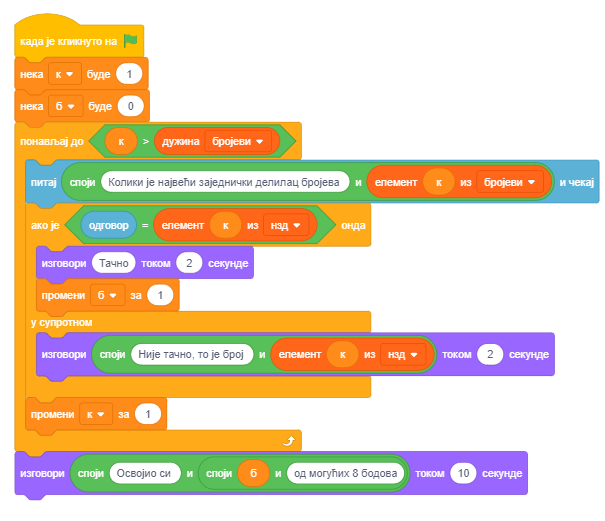 када је кликнуто на
нека к буде 1
нека б буде 0
понављај до к > дужина бројеви
питај споји Колики је највећи заједнички делилац бројева и елемент к из бројеви и чекај
ако је одговор = елемент к из нзд онда
изговори Тачно током 2 секунде
промени б за 1
у супротном
изговори споји Није тачно, то је број и елемент к из нзд током 2 секунде
промени к за 1
изговори споји Освојио си и споји б и од могућих 8 бодова током 10 секунде